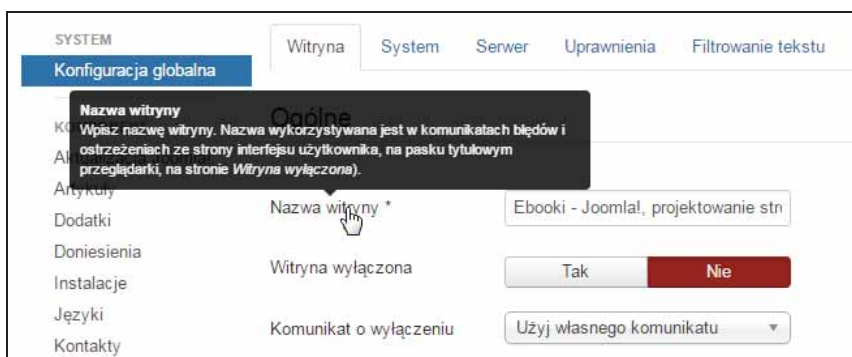 SYSTEM
Konfiguracja globalna
Witryna System Serwer Uprawnienia Filtrowanie tekstu
Nazwa witryny
Wpisz nazwę witryny. Nazwa wykorzystywana jest w komunikatach błędów i
ostrzeżeniach ze strony interfejsu użytkownika, na pasku tytułowym
przeglądarki, na stronie Witryna wyłączona).
Ogólne
Artykuły
Dodatki
Doniesienia
Instalacje
Języki
Kontakty
Nazwa witryny *
Ebooki - Joomla!, projektowanie
Witryna wyłączona
Tak Nie
Komunikat o wyłączeniu
Użyj własnego komunikatu